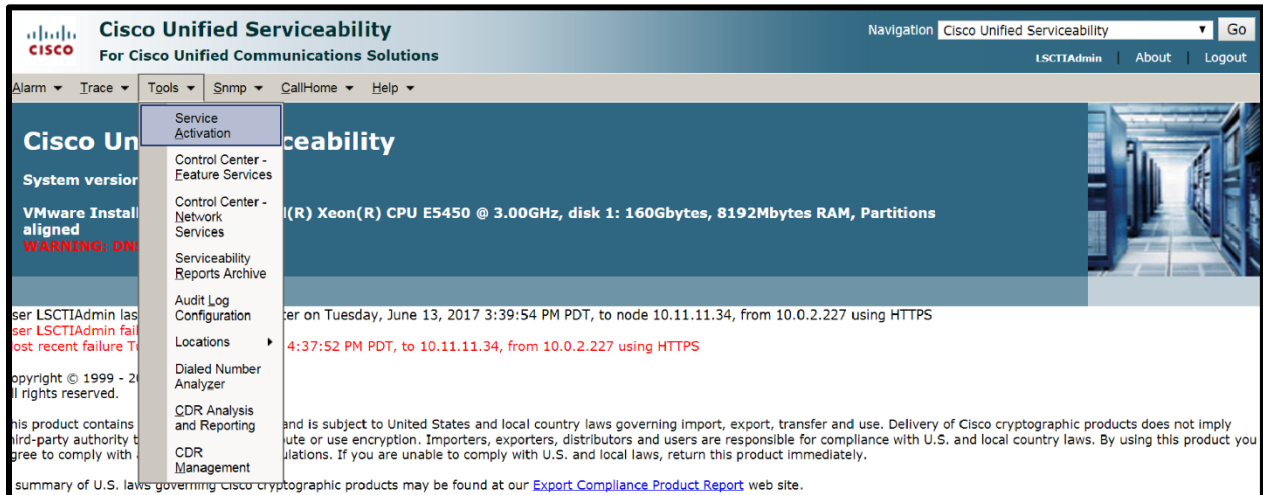 Cisco Unified Serviceability
CISCO
For Cisco Unified Communications Solutions
Navigation Cisco Unified Serviceability Go
LSCTIAdmin | About | Logout
Alarm Trace Tools Snmp CallHome Help
Service
Activation
Control Center -
Feature Services
Control Center -
Network
Services
Serviceability
Reports Archive
Audit Log
Configuration
Locations
Dialed Number
Analyzer
CDR Analysis
and Reporting
CDR
Management
Cisco Un ceability
System version
VMware Install l(R) Xeon(R) CPU E5450 @ 3.00GHz, disk 1: 160Gbytes, 8192Mbytes RAM, Partitions
aligned
WARNING: DN
ser LSCTIAdmin las ter on Tuesday, June 13, 2017 3:39:54 PM PDT, to node 10.11.11.34, from 10.0.2.227 using HTTPS
ser LSCTIAdmin fail
ost recent failure Tu 4:37:52 PM PDT, to 10.11.11.34, from 10.0.2.227 using HTTPS
opyright © 1999 - 20
ll rights reserved.
his product contains and is subject to United States and local country laws governing import, export, transfer and use. Delivery of Cisco cryptographic products does not imply
hird-party authority t bute or use encryption. Importers, exporters, distributors and users are responsible for compliance with U.S. and local country laws. By using this product you
gree to comply with ulations. If you are unable to comply with U.S. and local laws, return this product immediately.
summary of U.S. laws governing Cisco cryptographic products may be found at our Export Compliance Product Report web site.